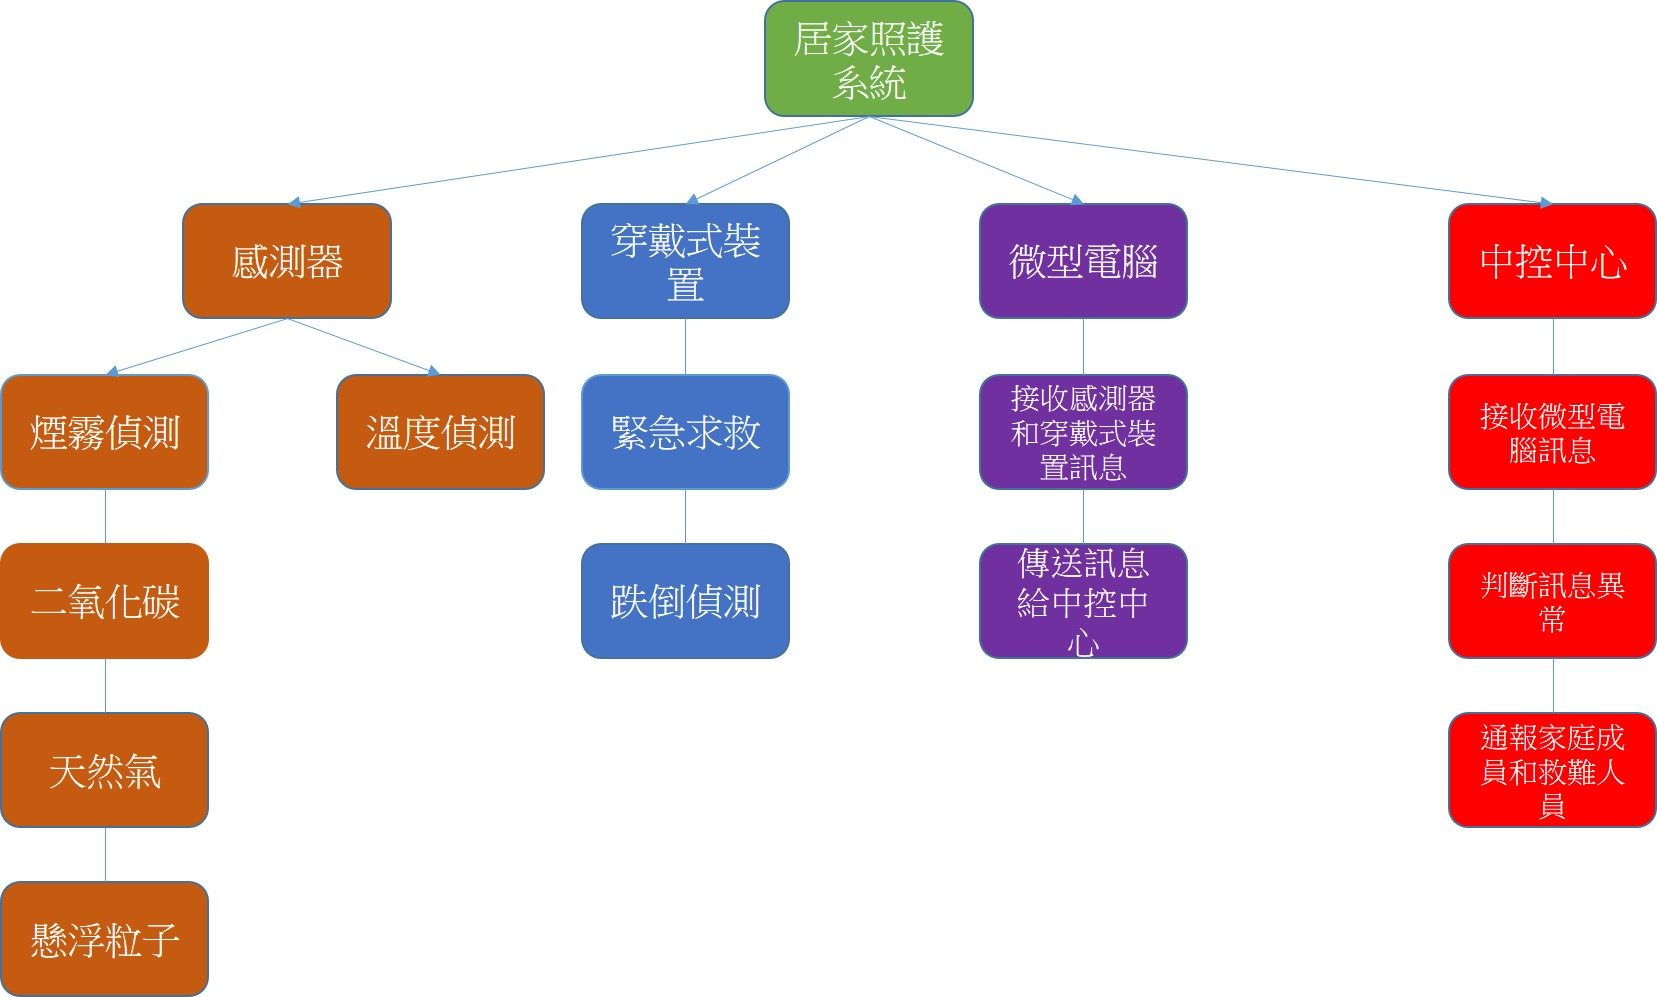 居家照護
系統
感測器
穿戴式裝
置
微型電腦
中控中心
煙霧偵測
溫度偵測
緊急求救
接收感測器
和穿戴式裝
置訊息
接收微型電
腦訊息
二氧化碳
跌倒偵測
傳送訊息
給中控中
心
判斷訊息異
常
天然氣
通報家庭成
員和救難人
員
懸浮粒子